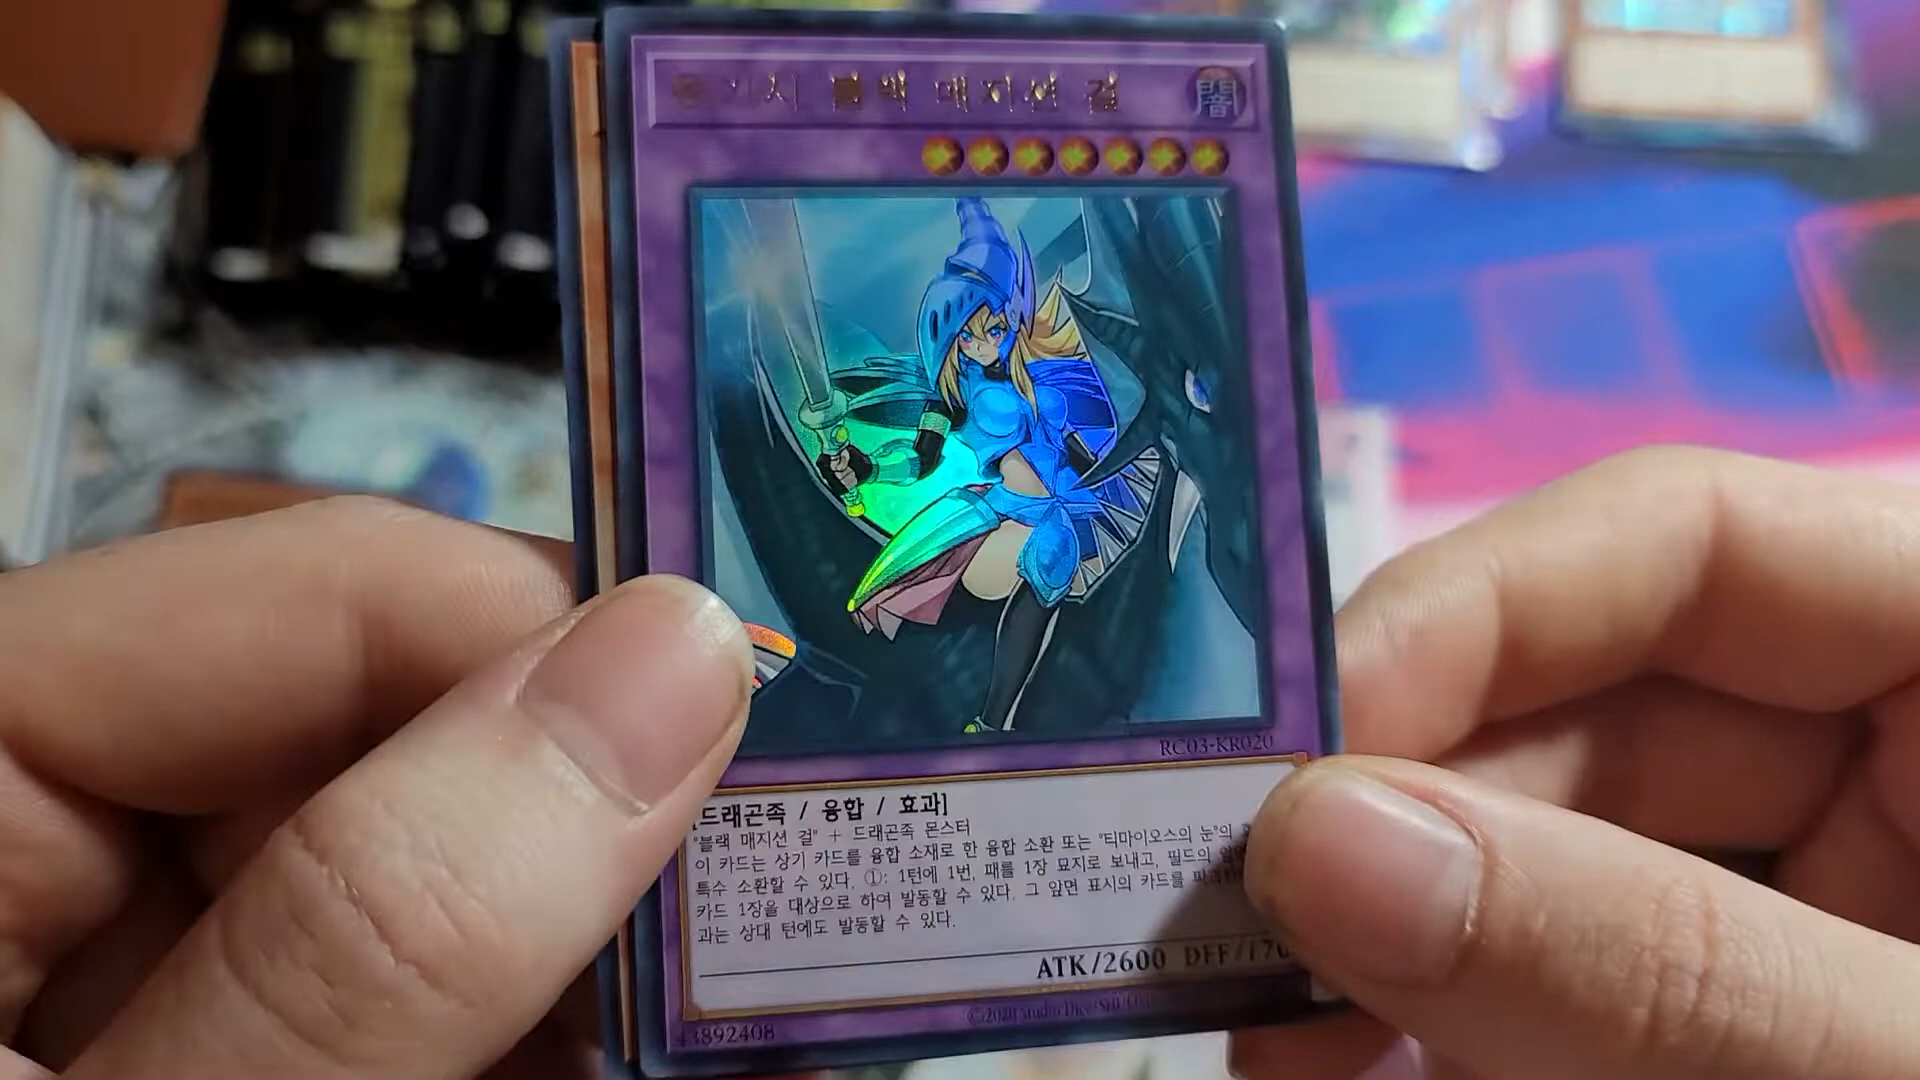 용기사 블랙 매지션 걸
闇
RC03-KR020
[드래곤족 / 융합 / 효과]
"블랙 매지션 걸" + 드래곤족 몬스터
이 카드는 상기 카드를 융합 소재로 한 융합 소환 또는 "티마이오스의 눈"의
특수 소환할 수 있다. ①: 1턴에 1번, 패를 1장 묘지로 보내고, 필드의
카드 1장을 대상으로 하여 발동할 수 있다. 그 앞면 표시의 카드를
과는 상대 턴에도 발동할 수 있다.
ATK/2600 DEF/170
43892408
©2020 Studio Dice/SHU